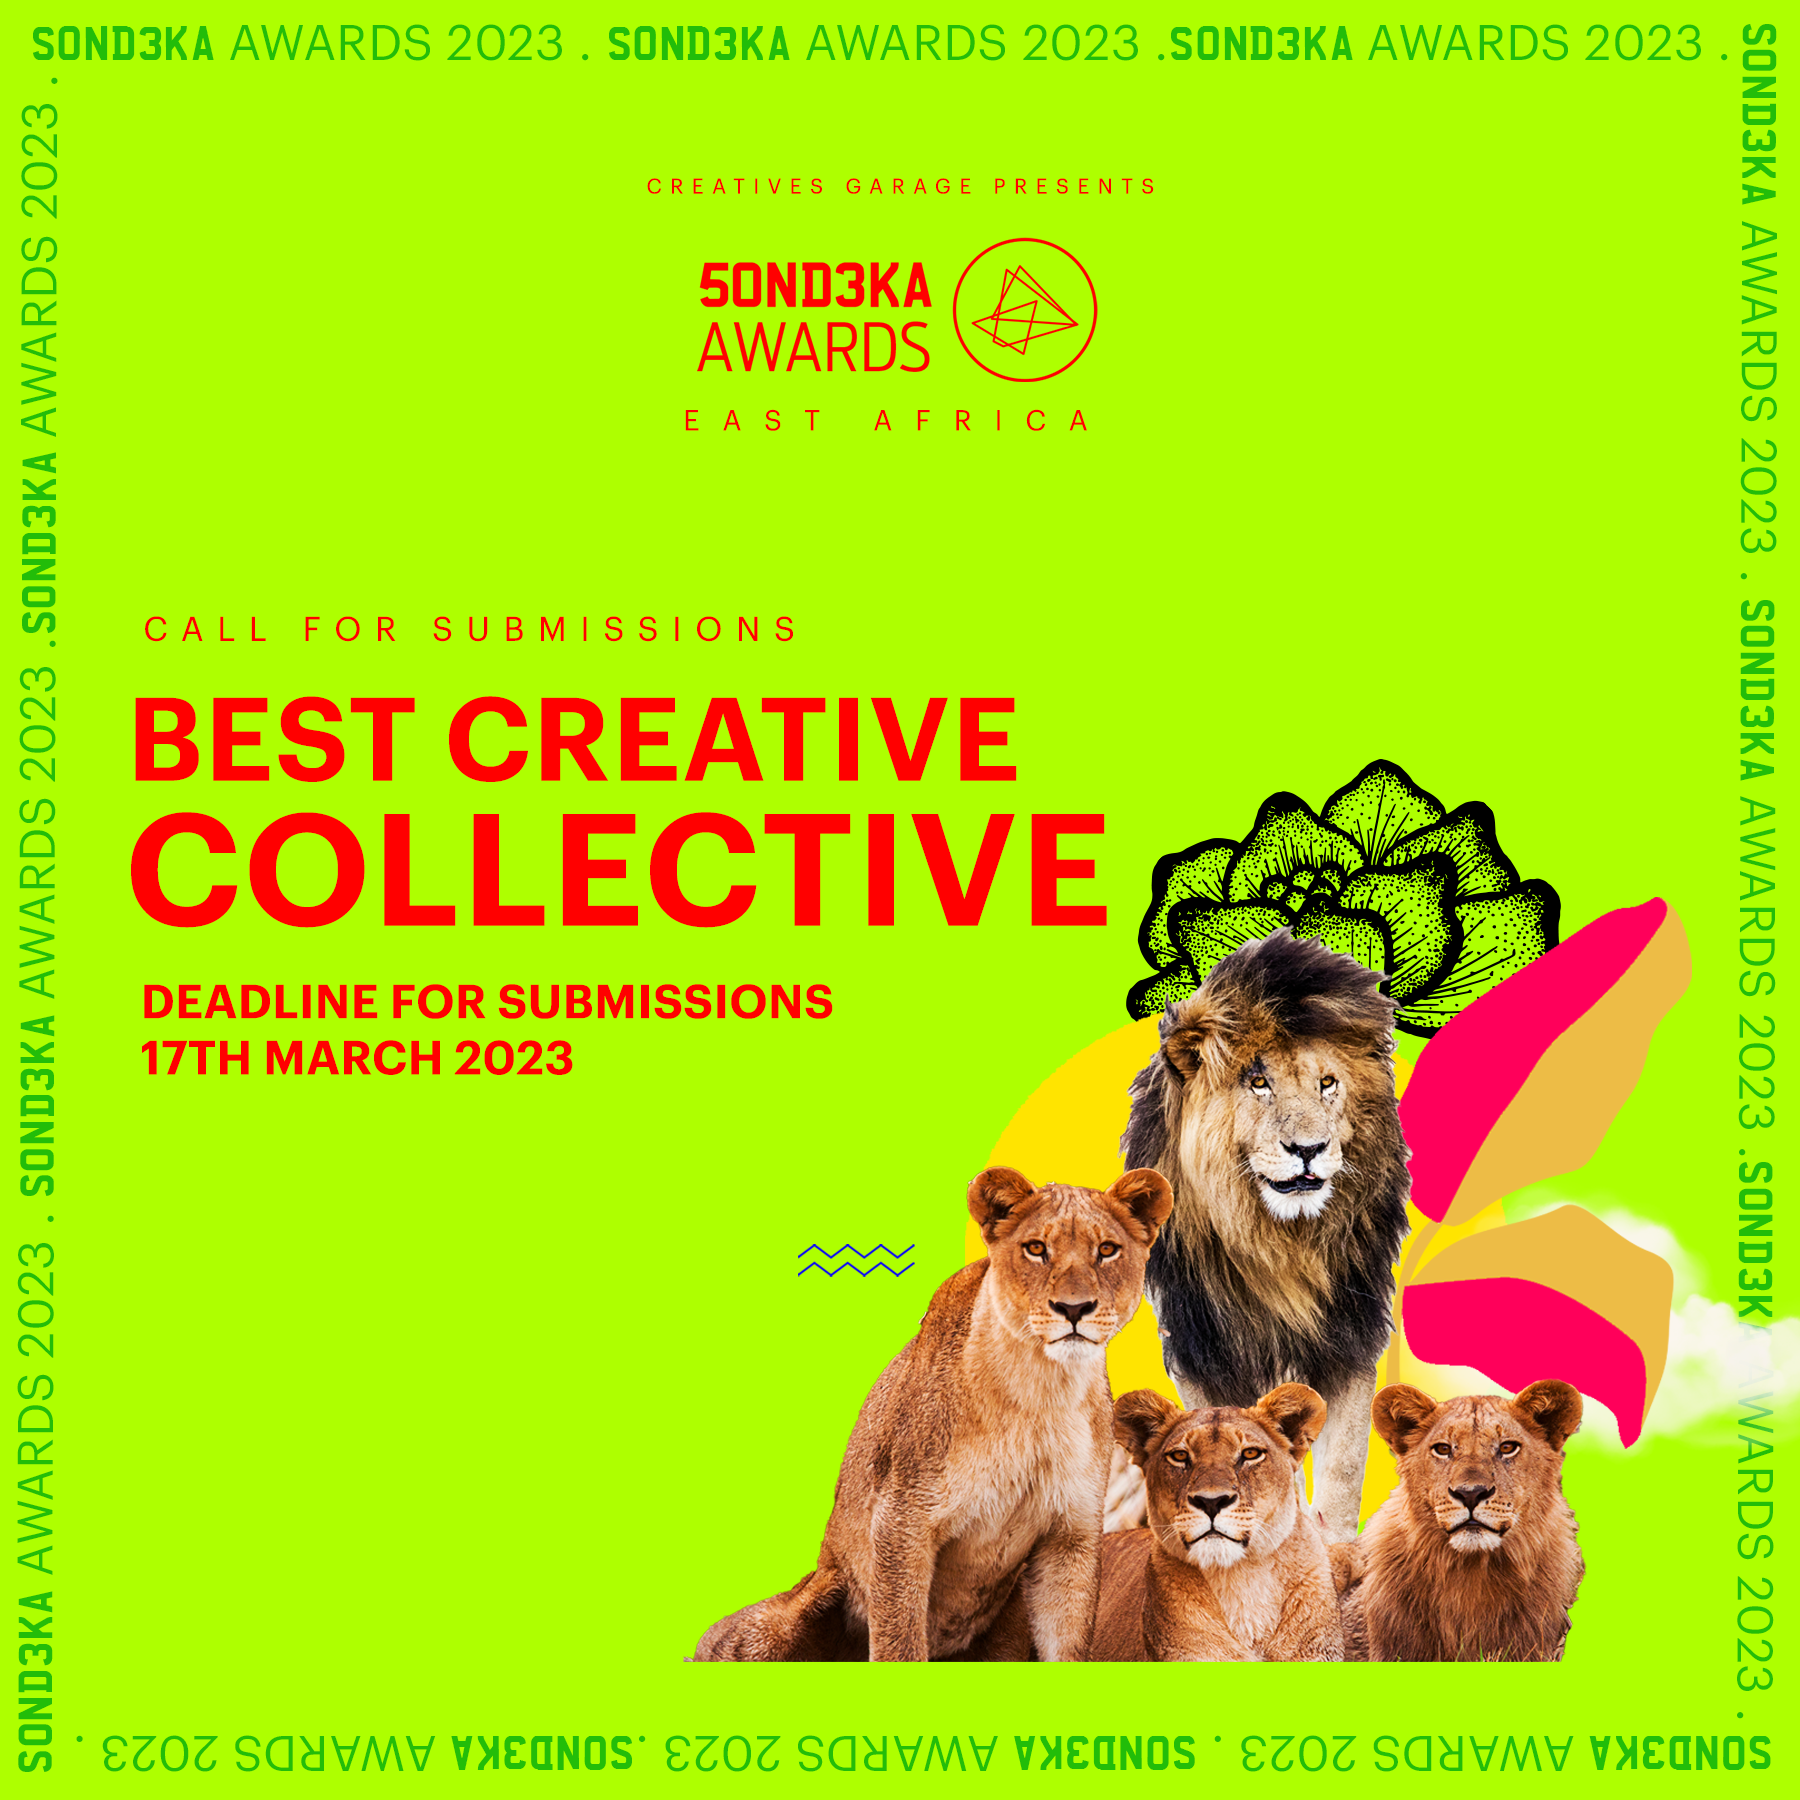 SOND3KA AWARDS 2023 . SOND3KA AWARDS 2023 .SOND3KA AWARDS 2023 .
CREATIVES GARAGE PRESENTS
50ND3KA
AWARDS
EAST AFRICA
CALL FOR SUBMISSIONS
BEST CREATIVE
COLLECTIVE
DEADLINE FOR SUBMISSIONS
17TH MARCH 2023
SOND3KA AWARDS 2023 . SOND3KA AWARDS 2023 .SOND3KA AWARDS 2023 .
SOND3KA AWARDS 2023 . SOND3KA AWARDS 2023 .SOND3KA AWARDS 2023 .
SOND3KA AWARDS 2023 . SOND3KA AWARDS 2023 .SOND3KA AWARDS 2023 .